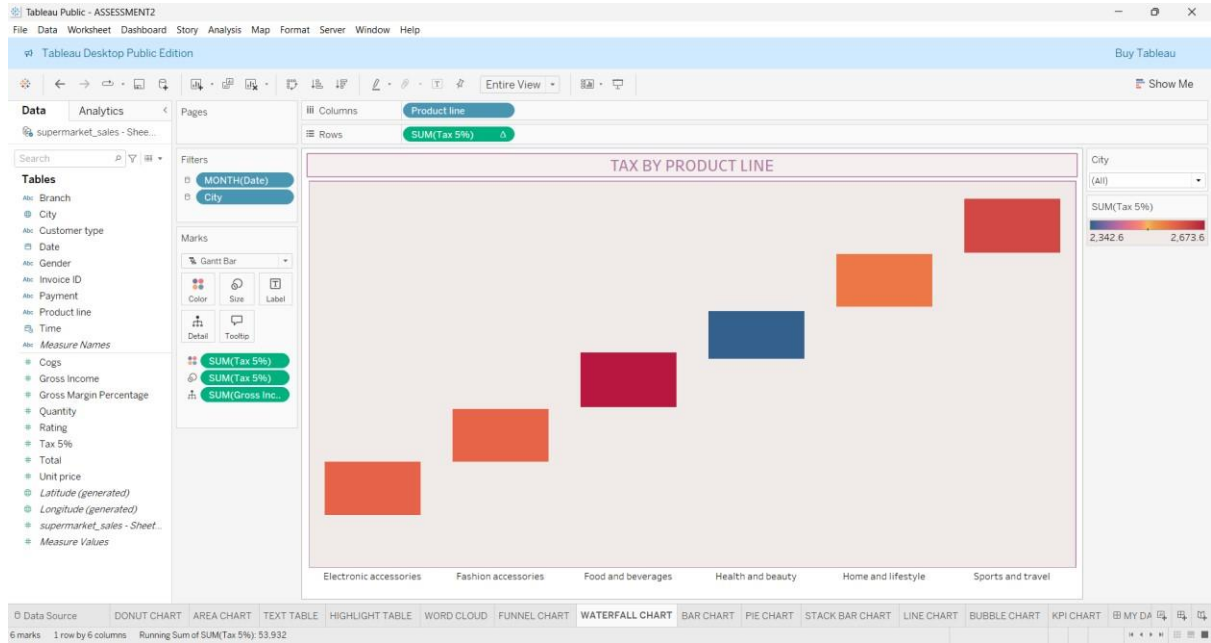 Tableau Public - ASSESSMENT2
File Data Worksheet Dashboard Story Analysis Map Format Server Window Help
Tableau Desktop Public Edition Buy Tableau
Entire View Show Me
Data Analytics
supermarket_sales - Shee...
Search
Tables
Abc Branch
City
Abc Customer type
Date
Abc Gender
Abc Invoice ID
Abc Payment
Abc Product line
Time
Abc Measure Names
# Cogs
# Gross Income
# Gross Margin Percentage
# Quantity
# Rating
# Tax 5%
# Total
# Unit price
Latitude (generated)
Longitude (generated)
# supermarket_sales - Sheet...
# Measure Values
Pages
Filters
MONTH(Date)
City
Marks
Gantt Bar
Color Size Label
Detail Tooltip
SUM(Tax 5%)
SUM(Tax 5%)
SUM(Gross Inc..
Columns Product line
Rows SUM(Tax 5%) Δ
TAX BY PRODUCT LINE
Electronic accessories Fashion accessories Food and beverages Health and beauty Home and lifestyle Sports and travel
City
(All)
SUM(Tax 5%)
2,342.6 2,673.6
Data Source DONUT CHART AREA CHART TEXT TABLE HIGHLIGHT TABLE WORD CLOUD FUNNEL CHART WATERFALL CHART BAR CHART PIE CHART STACK BAR CHART LINE CHART BUBBLE CHART KPI CHART MY DA
6 marks 1 row by 6 columns Running Sum of SUM(Tax 5%): 53,932